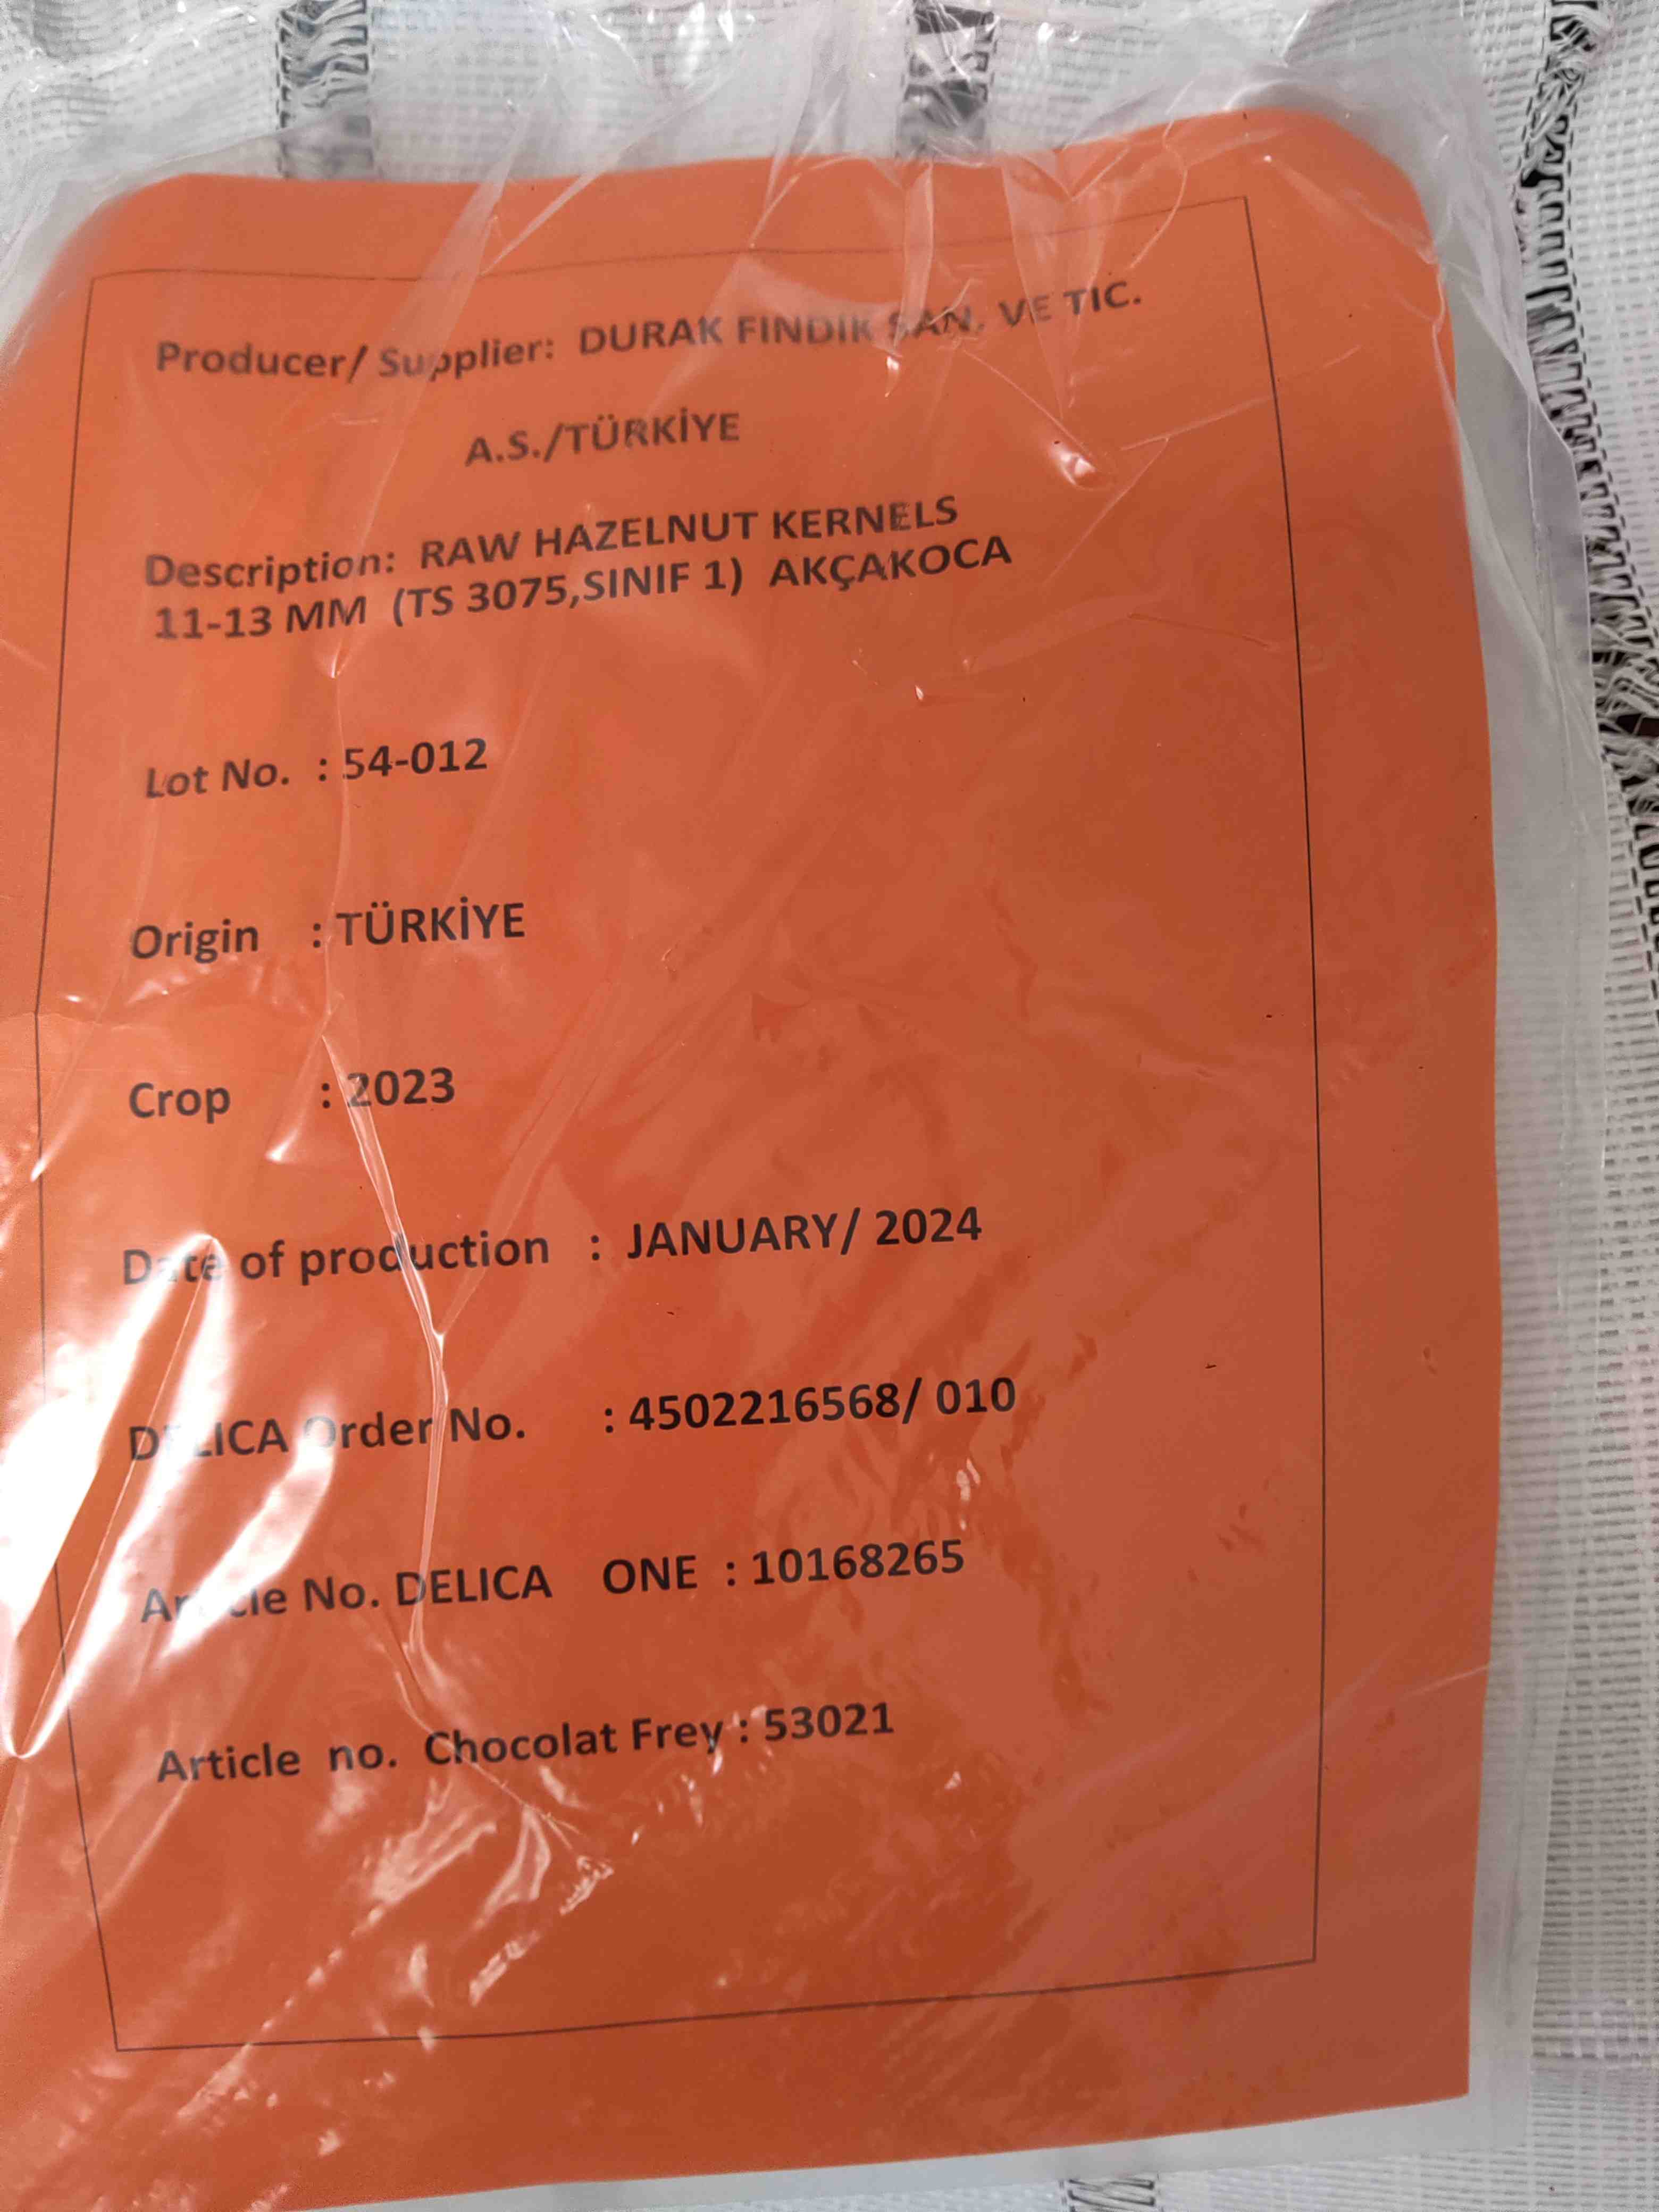 Producer/ Supplier: DURAK FINDIK SAN. VE TIC.
A.S./TÜRKİYE
Description: RAW HAZELNUT KERNELS
11-13 MM (TS 3075,SINIF 1) AKÇAKOCA
Lot No. : 54-012
Origin : TÜRKİYE
Crop : 2023
Date of production : JANUARY/ 2024
DELICA Order No. : 4502216568/ 010
Article No. DELICA ONE : 10168265
Article no. Chocolat Frey : 53021